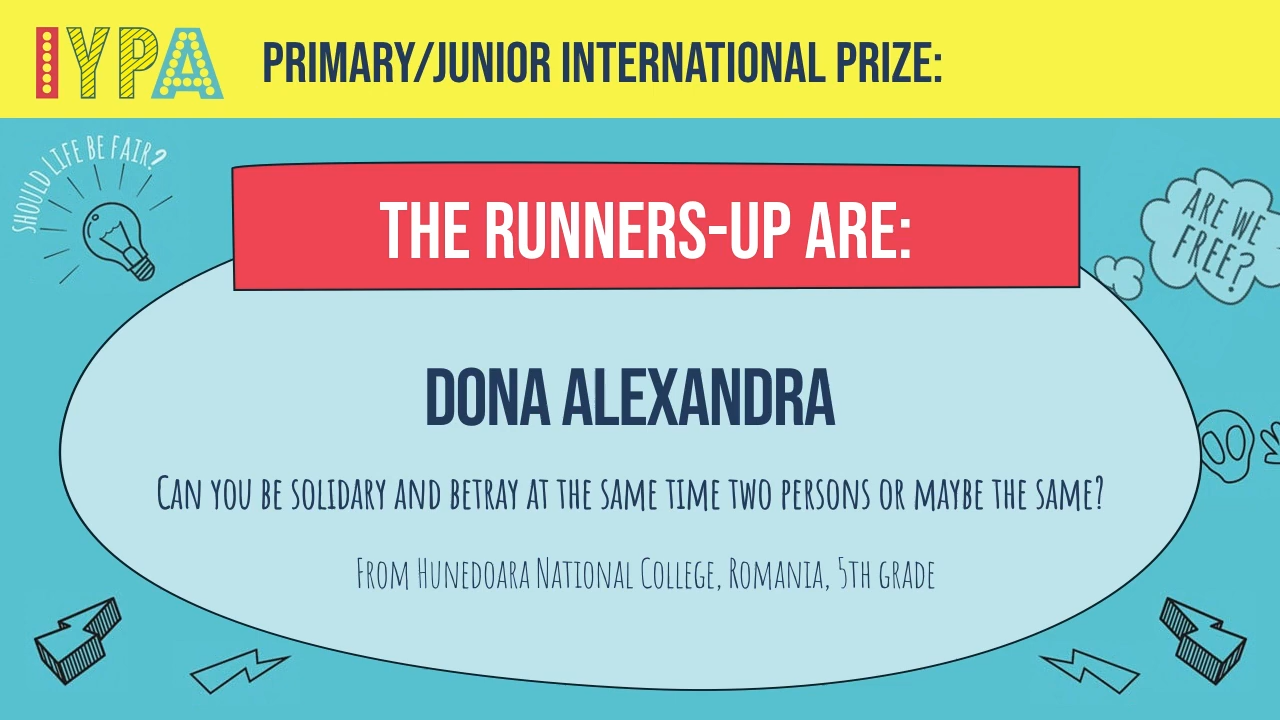 IYPA PRIMARY/JUNIOR INTERNATIONAL PRIZE:
SHOULD LIFE BE FAIR?
THE RUNNERS-UP ARE:
ARE WE
FREE?
DONA ALEXANDRA
CAN YOU BE SOLIDARY AND BETRAY AT THE SAME TIME TWO PERSONS OR MAYBE THE SAME?
FROM HUNEDOARA NATIONAL COLLEGE, ROMANIA, 5TH GRADE